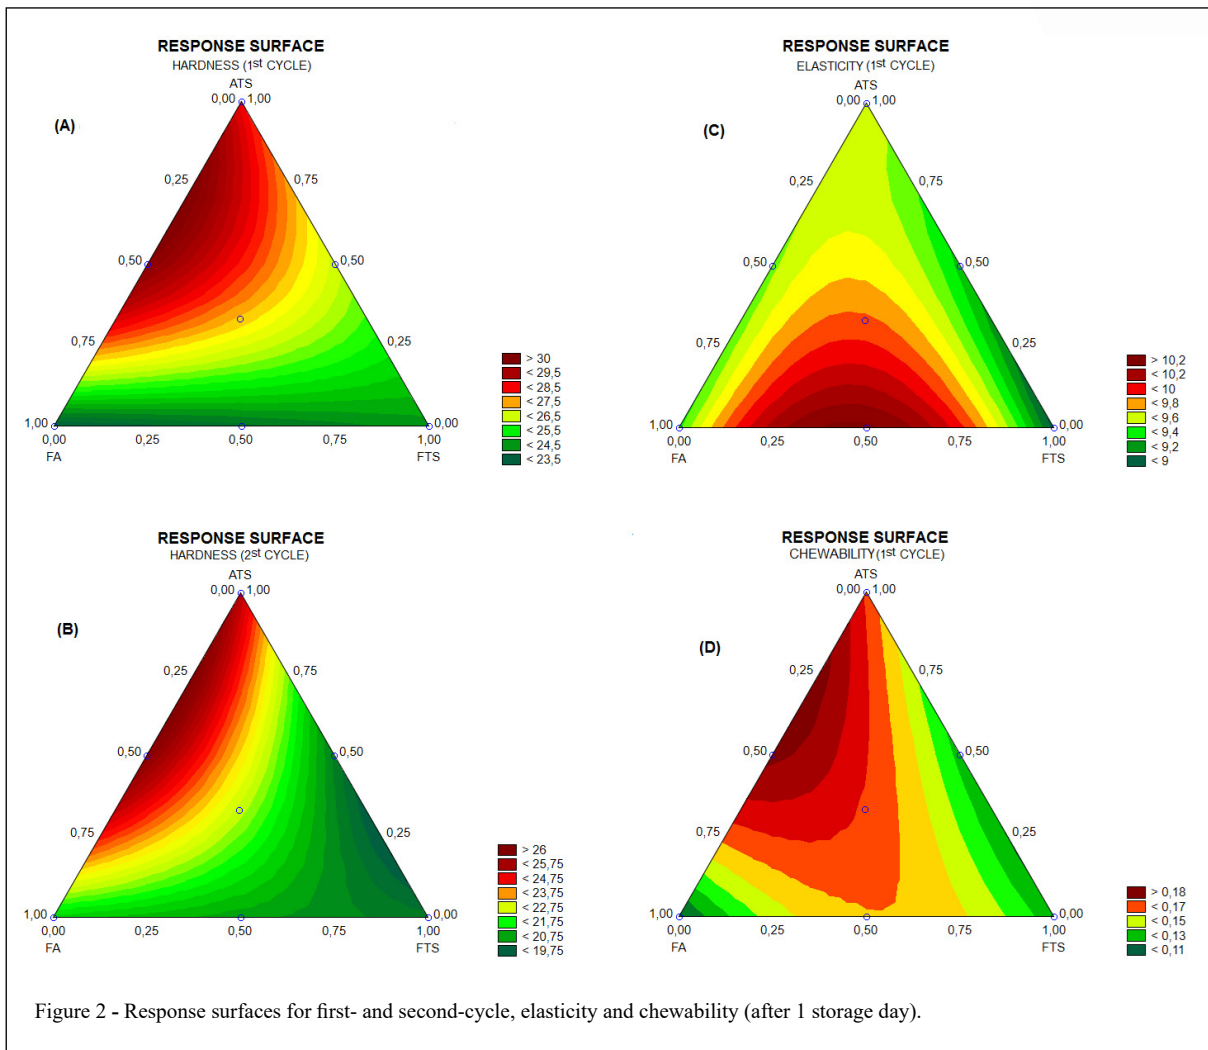 RESPONSE SURFACE
HARDNESS (1st CYCLE)
ATS
0,00 1,00
(A)
0,25 0,75
0,50 0,50
0,75 0,25
1,00 0,00
0,00 0,25 0,50 0,75 1,00
FA FTS
> 30
< 29,5
< 28,5
< 27,5
< 26,5
< 25,5
< 24,5
< 23,5
RESPONSE SURFACE
ELASTICITY (1st CYCLE)
ATS
0,00 1,00
(C)
0,25 0,75
0,50 0,50
0,75 0,25
1,00 0,00
0,00 0,25 0,50 0,75 1,00
FA FTS
> 10,2
< 10,2
< 10
< 9,8
< 9,6
< 9,4
< 9,2
< 9
RESPONSE SURFACE
HARDNESS (2st CYCLE)
ATS
0,00 1,00
(B)
0,25 0,75
0,50 0,50
0,75 0,25
1,00 0,00
0,00 0,25 0,50 0,75 1,00
FA FTS
> 26
< 25,75
< 24,75
< 23,75
< 22,75
< 21,75
< 20,75
< 19,75
RESPONSE SURFACE
CHEWABILITY (1st CYCLE)
ATS
0,00 1,00
(D)
0,25 0,75
0,50 0,50
0,75 0,25
1,00 0,00
0,00 0,25 0,50 0,75 1,00
FA FTS
> 0,18
< 0,17
< 0,15
< 0,13
< 0,11
Figure 2 - Response surfaces for first- and second-cycle, elasticity and chewability (after 1 storage day).